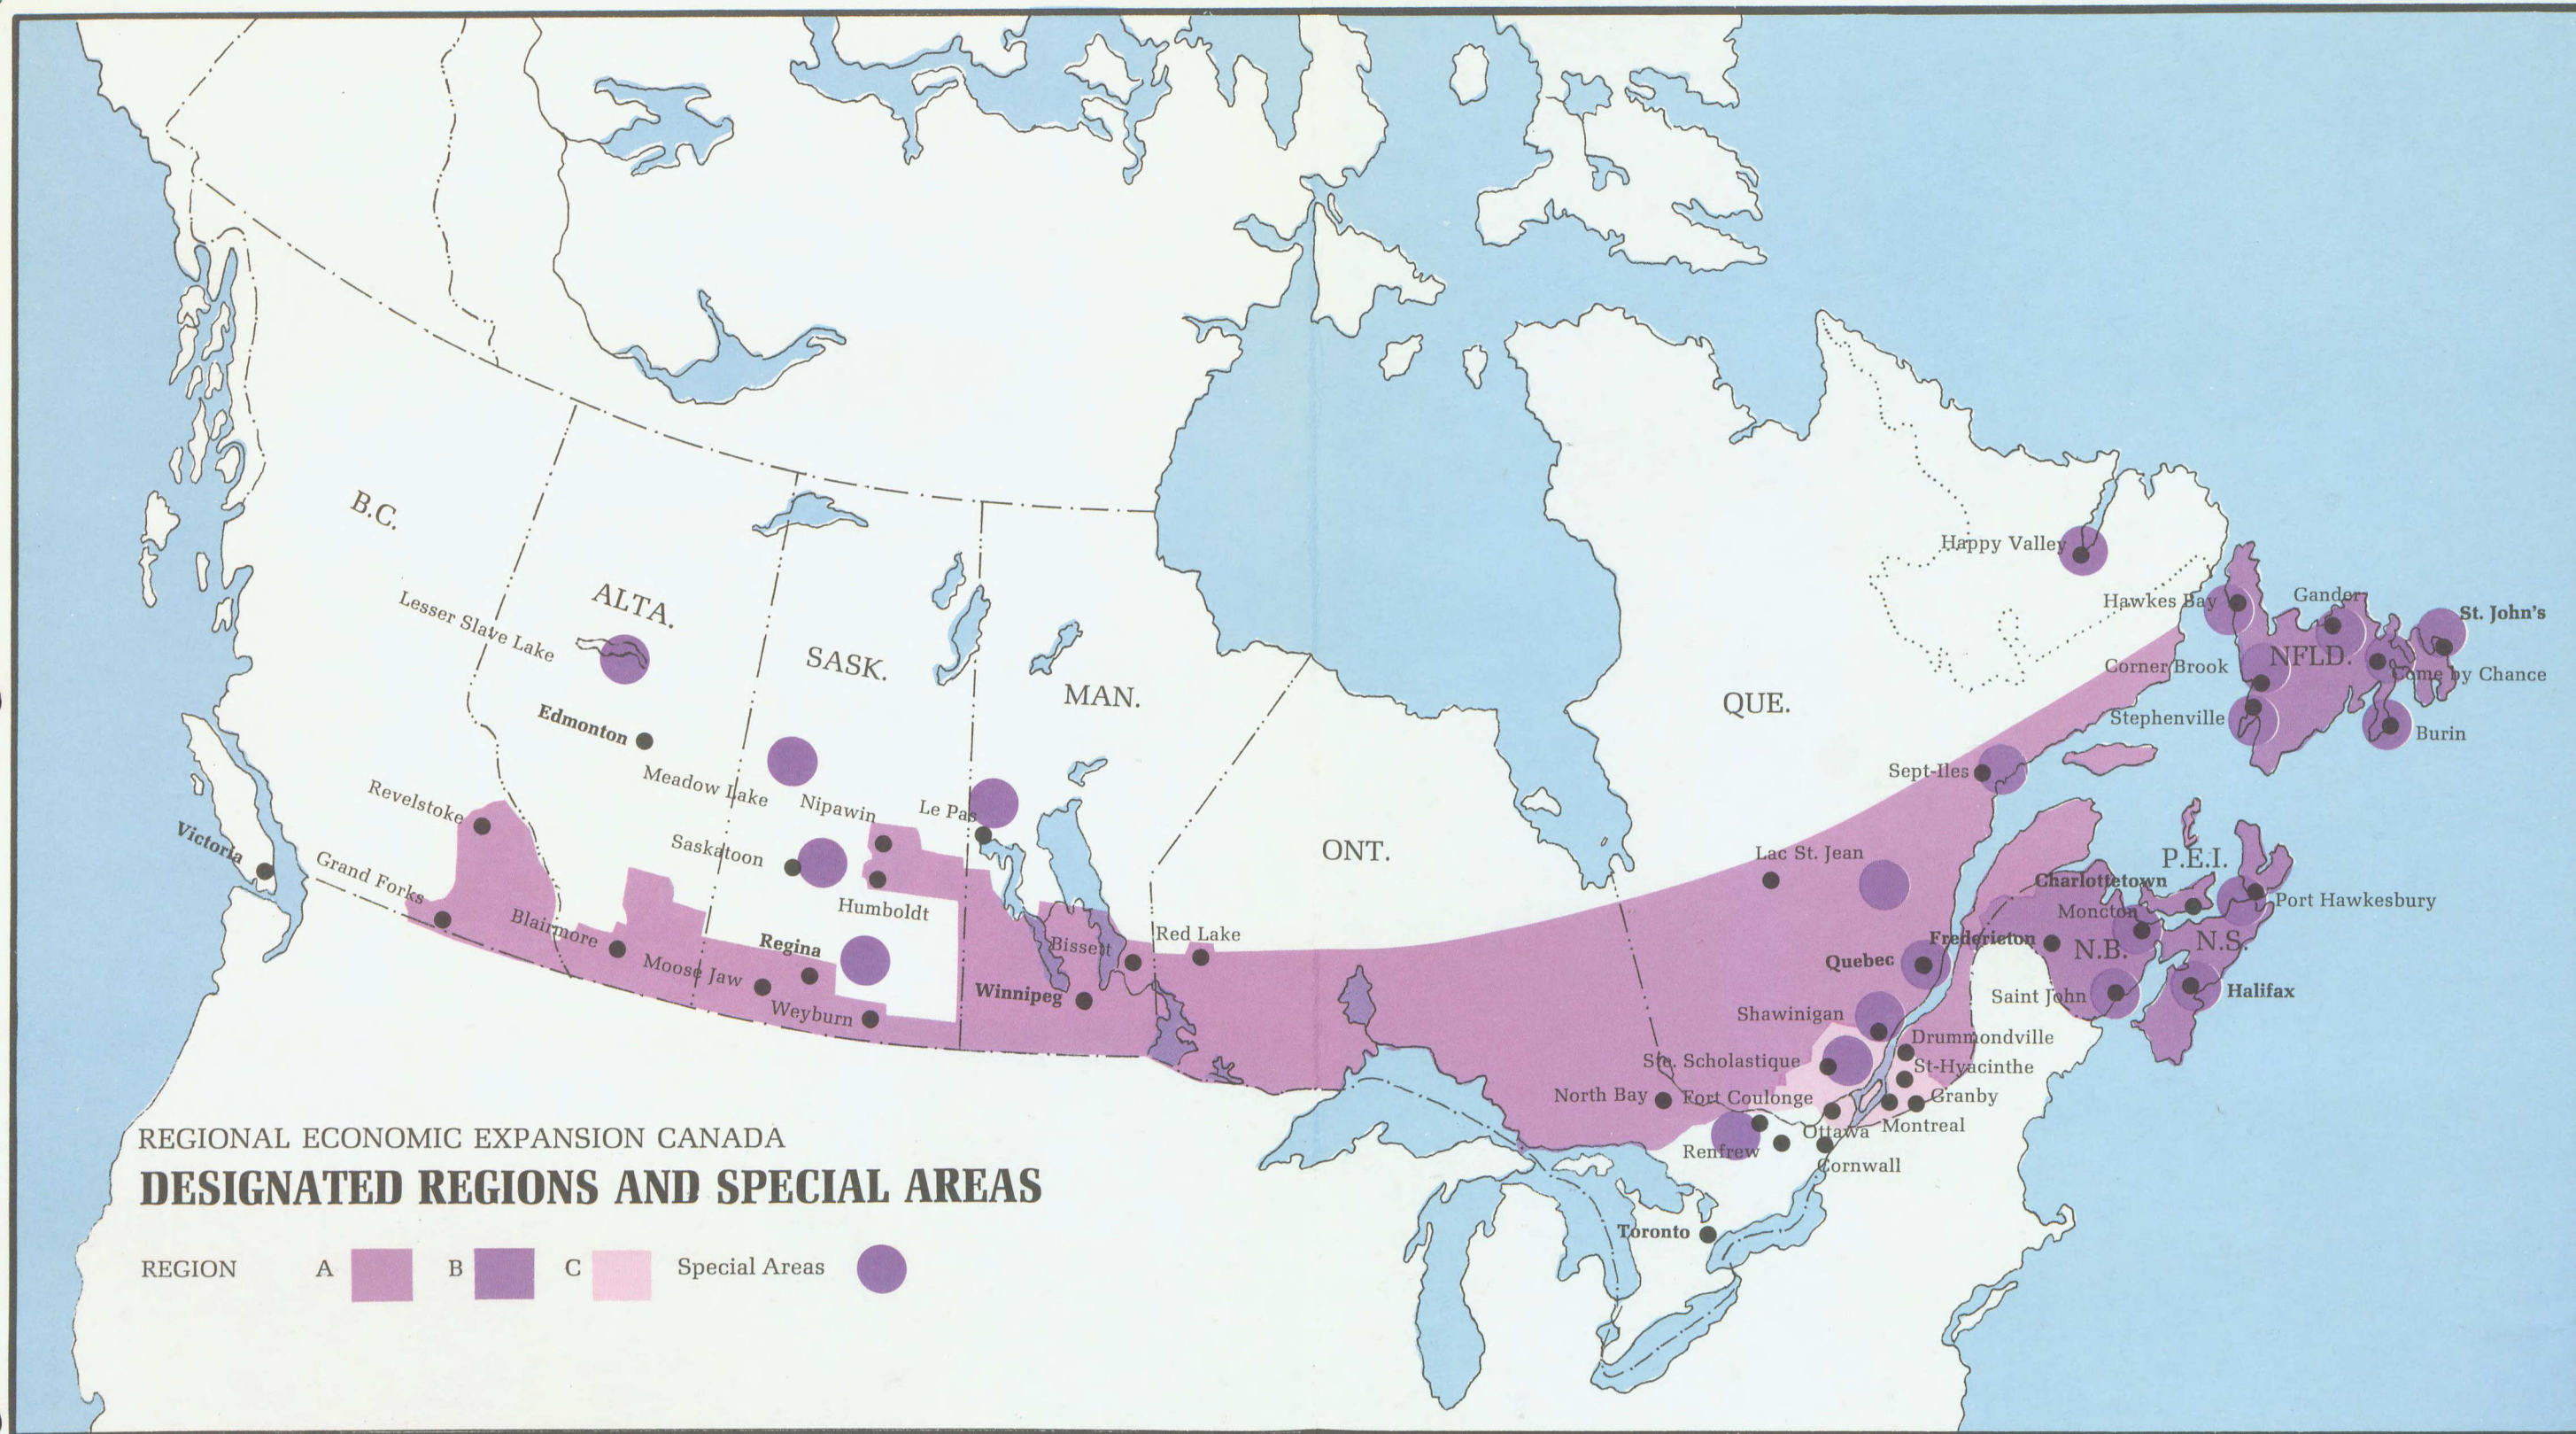 B.C.
ALTA.
SASK.
MAN.
ONT.
QUE.
NFLD.
P.E.I.
N.B.
N.S.
Lesser Slave Lake
Edmonton
Meadow Lake
Revelstoke
Victoria
Grand Forks
Blairmore
Nipawin
Le Pas
Saskatoon
Humboldt
Regina
Moose Jaw
Weyburn
Winnipeg
Bissett
Red Lake
Happy Valley
Hawkes Bay
Gander
St. John's
Corner Brook
Come by Chance
Stephenville
Burin
Sept-Iles
Lac St. Jean
Charlottetown
Moncton
Port Hawkesbury
Fredericton
Quebec
Saint John
Halifax
Shawinigan
Drummondville
Ste. Scholastique
St-Hyacinthe
North Bay
Fort Coulonge
Granby
Montreal
Ottawa
Renfrew
Cornwall
Toronto
REGIONAL ECONOMIC EXPANSION CANADA
DESIGNATED REGIONS AND SPECIAL AREAS
REGION A B C Special Areas